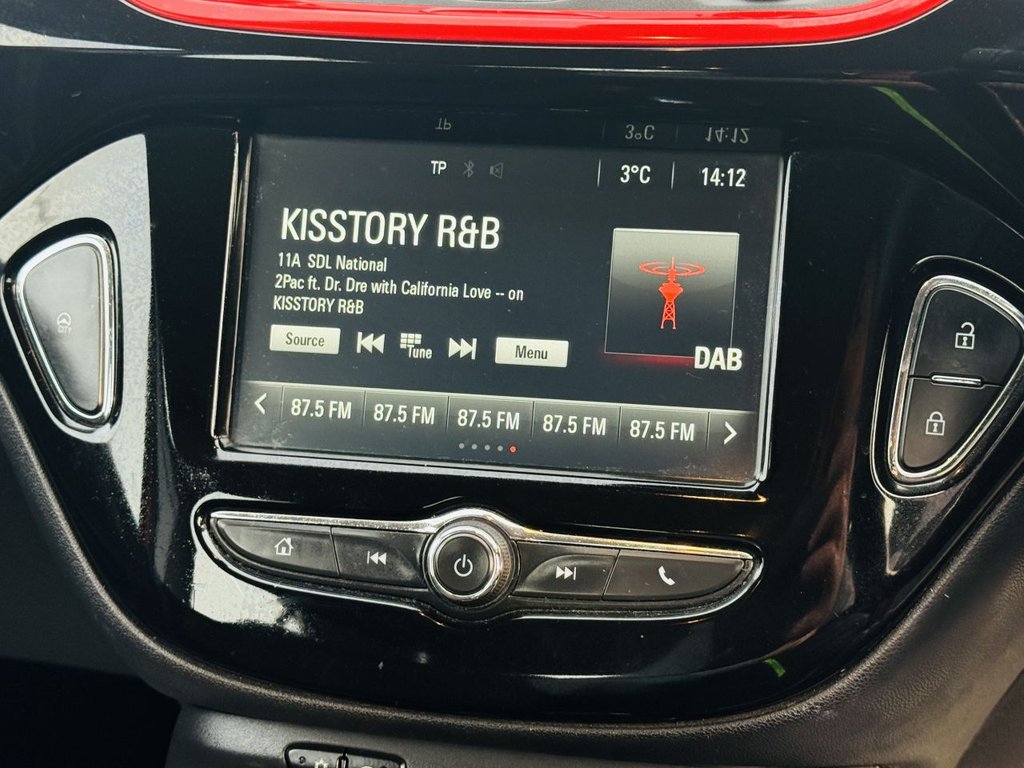 TP 3°C 14:12
KISSTORY R&B
11A SDL National
2Pac ft. Dr. Dre with California Love -- on
KISSTORY R&B
Source Tune Menu
DAB
87.5 FM 87.5 FM 87.5 FM 87.5 FM 87.5 FM
CITY